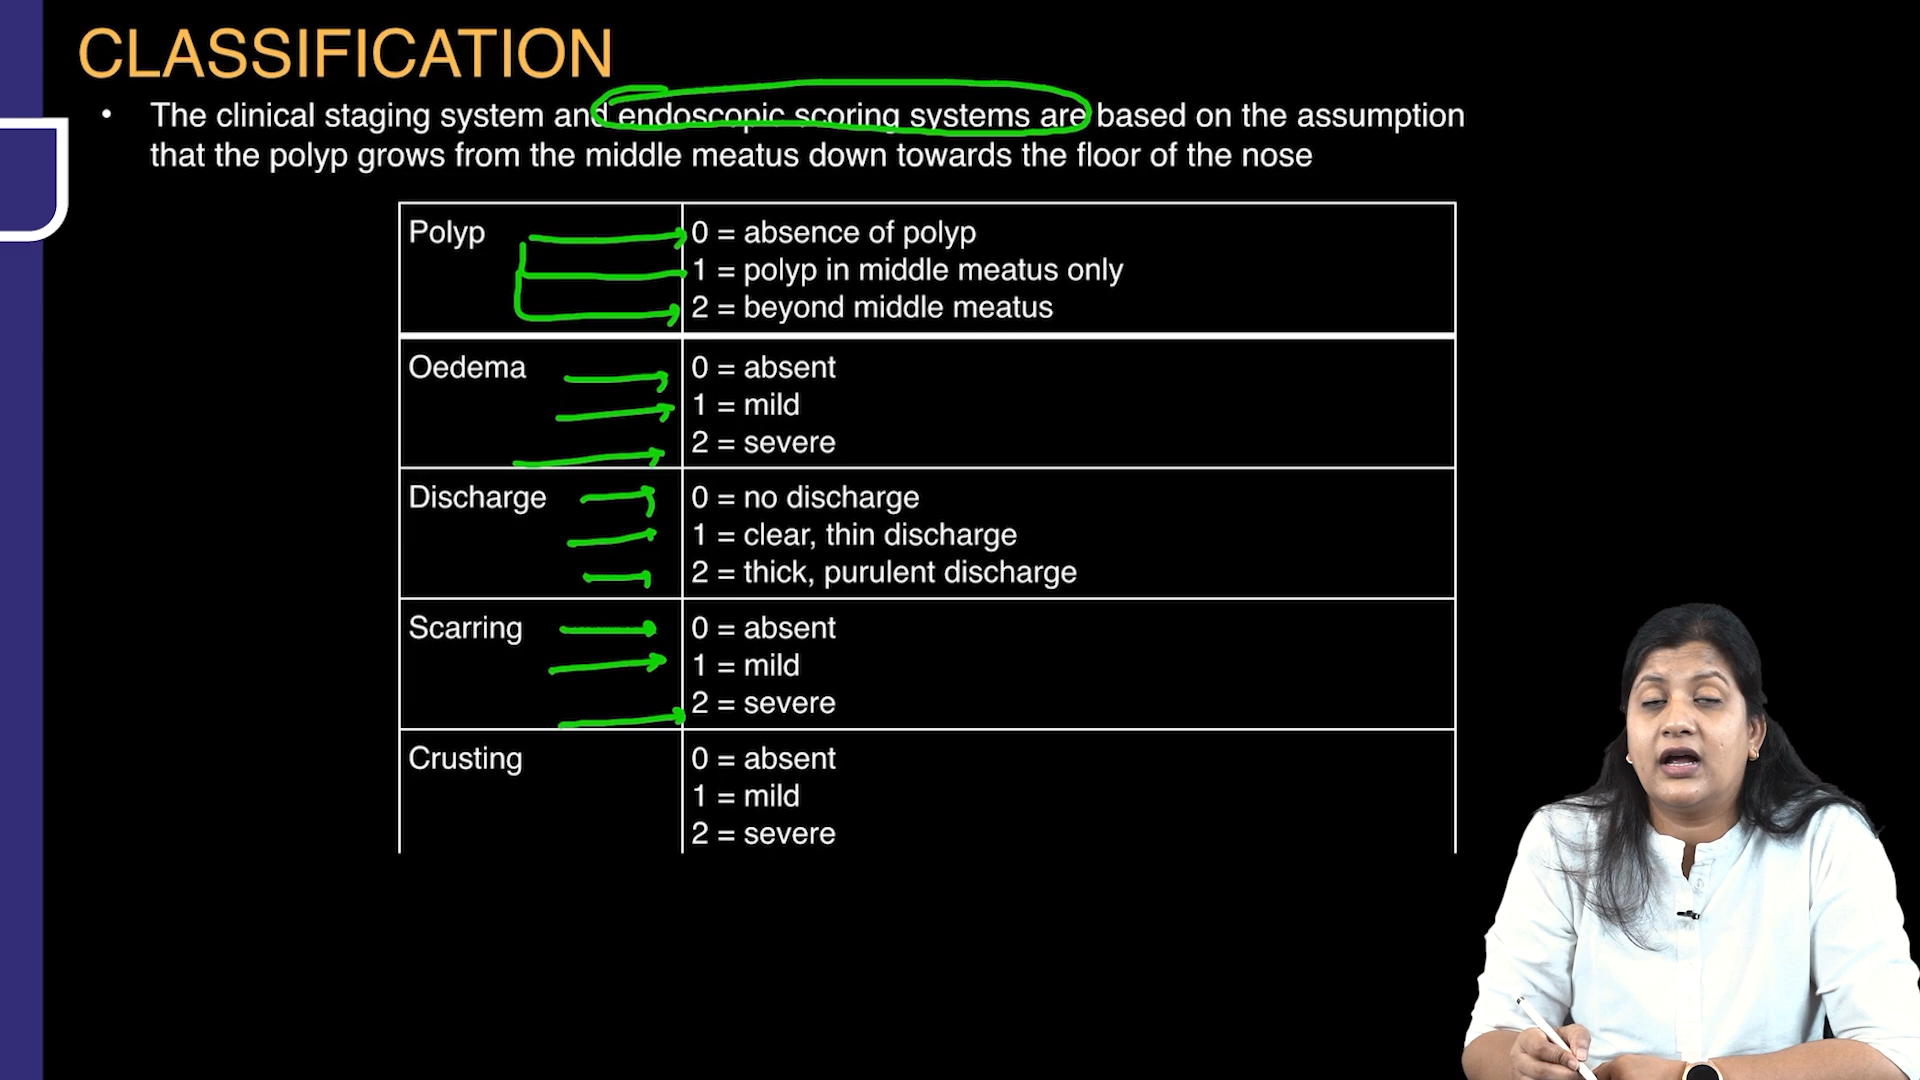 CLASSIFICATION
• The clinical staging system and endoscopic scoring systems are based on the assumption
that the polyp grows from the middle meatus down towards the floor of the nose
Polyp
0 = absence of polyp
1 = polyp in middle meatus only
2 = beyond middle meatus
Oedema
0 = absent
1 = mild
2 = severe
Discharge
0 = no discharge
1 = clear, thin discharge
2 = thick, purulent discharge
Scarring
0 = absent
1 = mild
2 = severe
Crusting
0 = absent
1 = mild
2 = severe